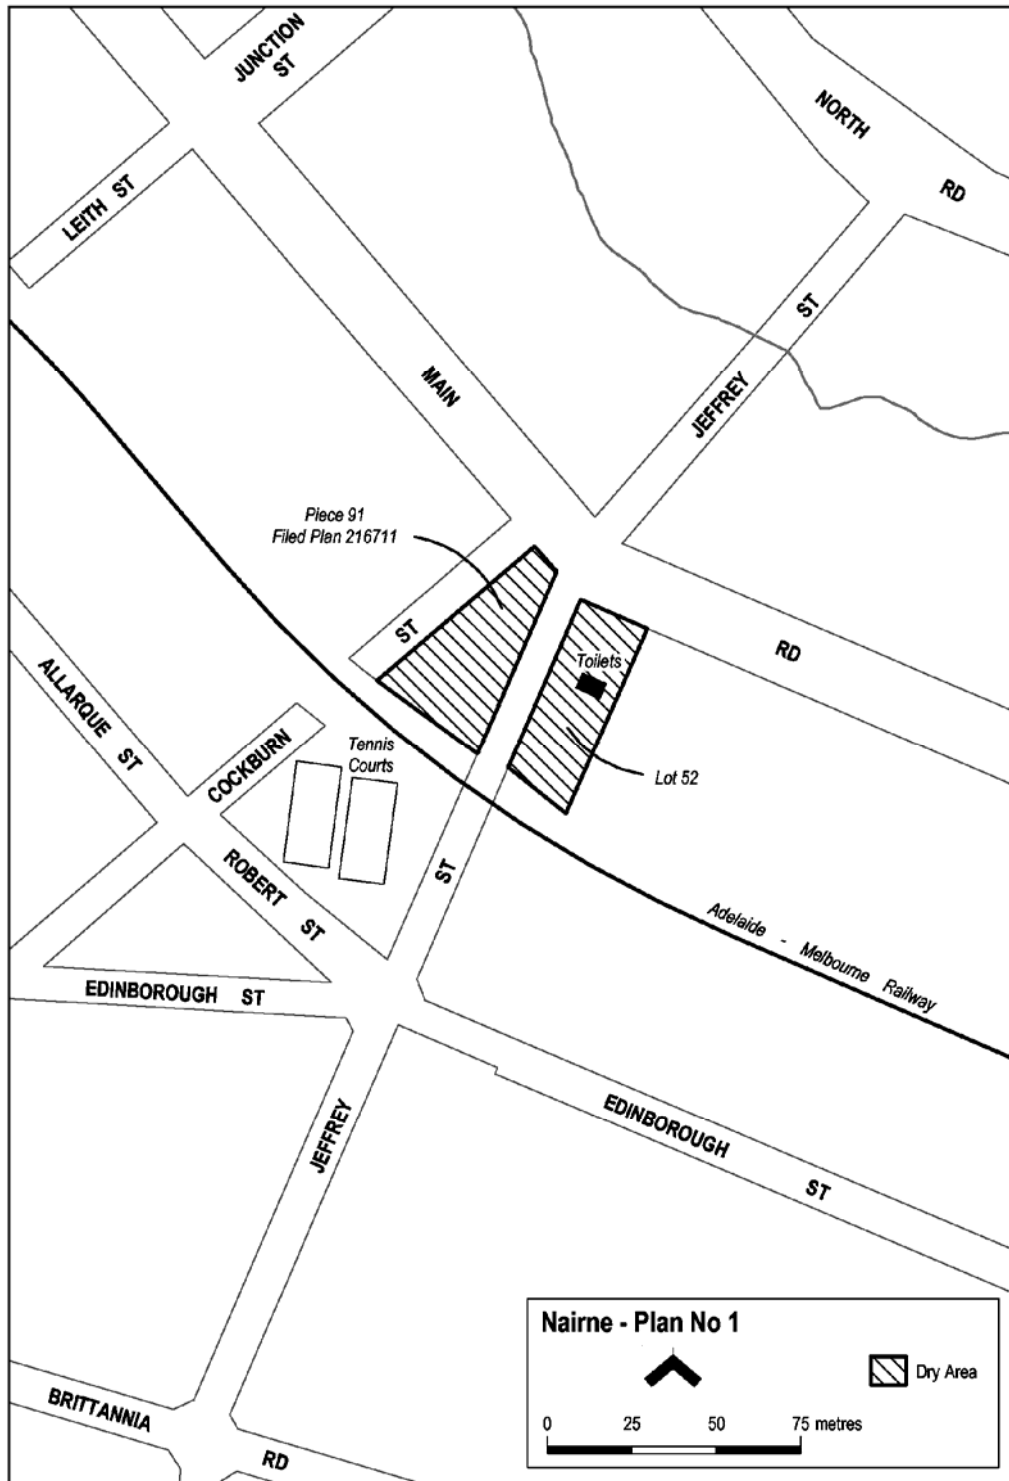 JUNCTION
ST
NORTH
RD
LEITH ST
ST
MAIN
JEFFREY
Piece 91
Filed Plan 216711
ST
RD
Toilets
ALLARQUE ST
COCKBURN
Tennis
Courts
Lot 52
ROBERT ST
ST
Adelaide - Melbourne Railway
EDINBOROUGH ST
JEFFREY
EDINBOROUGH
ST
Nairne - Plan No 1
Dry Area
0 25 50 75 metres
BRITTANNIA
RD